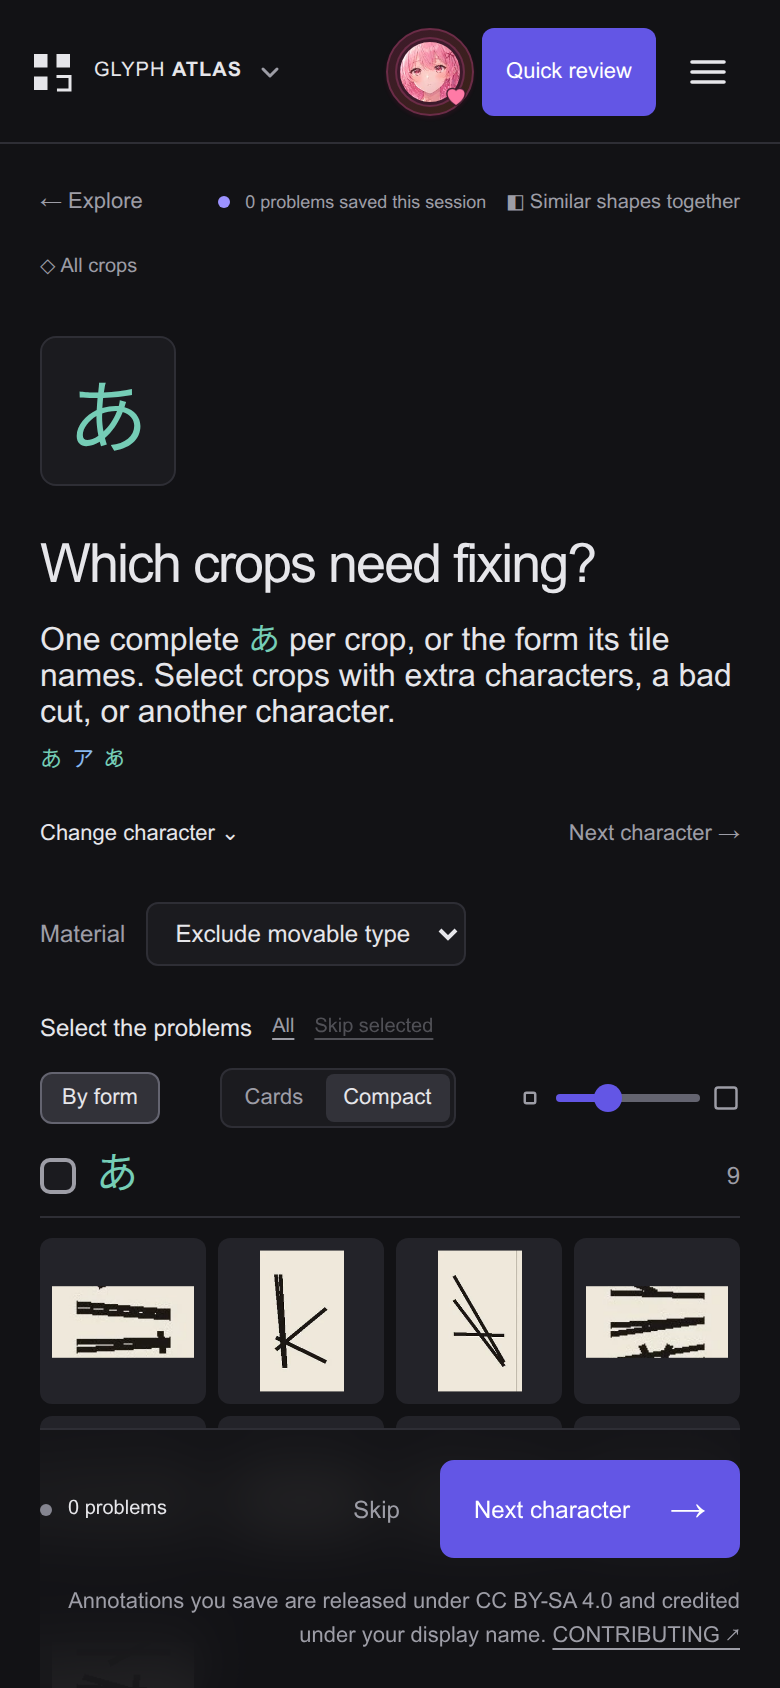 GLYPH ATLAS
Quick review
← Explore
0 problems saved this session
Similar shapes together
◇ All crops
あ
Which crops need fixing?
One complete あ per crop, or the form its tile
names. Select crops with extra characters, a bad
cut, or another character.
あ ア あ
Change character ⌄
Next character →
Material
Exclude movable type
Select the problems
All
Skip selected
By form
Cards
Compact
あ
9
0 problems
Skip
Next character →
Annotations you save are released under CC BY-SA 4.0 and credited
under your display name. CONTRIBUTING ↗